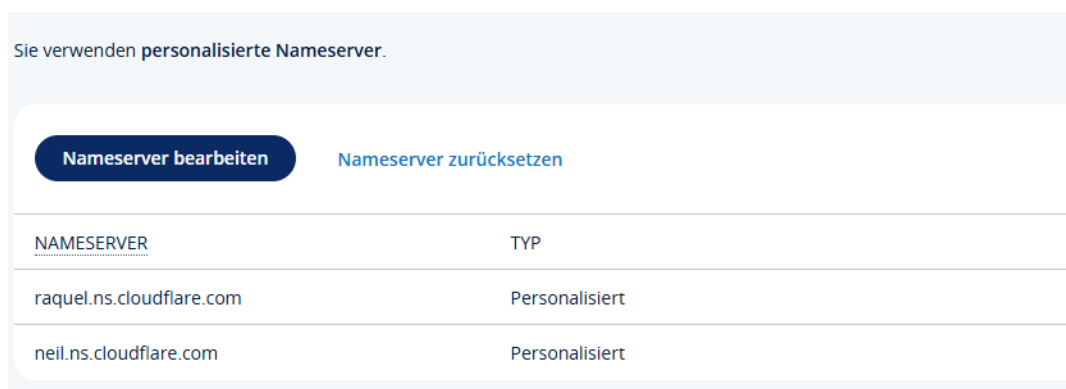 Sie verwenden personalisierte Nameserver.
Nameserver bearbeiten Nameserver zurücksetzen
NAMESERVER TYP
raquel.ns.cloudflare.com Personalisiert
neil.ns.cloudflare.com Personalisiert